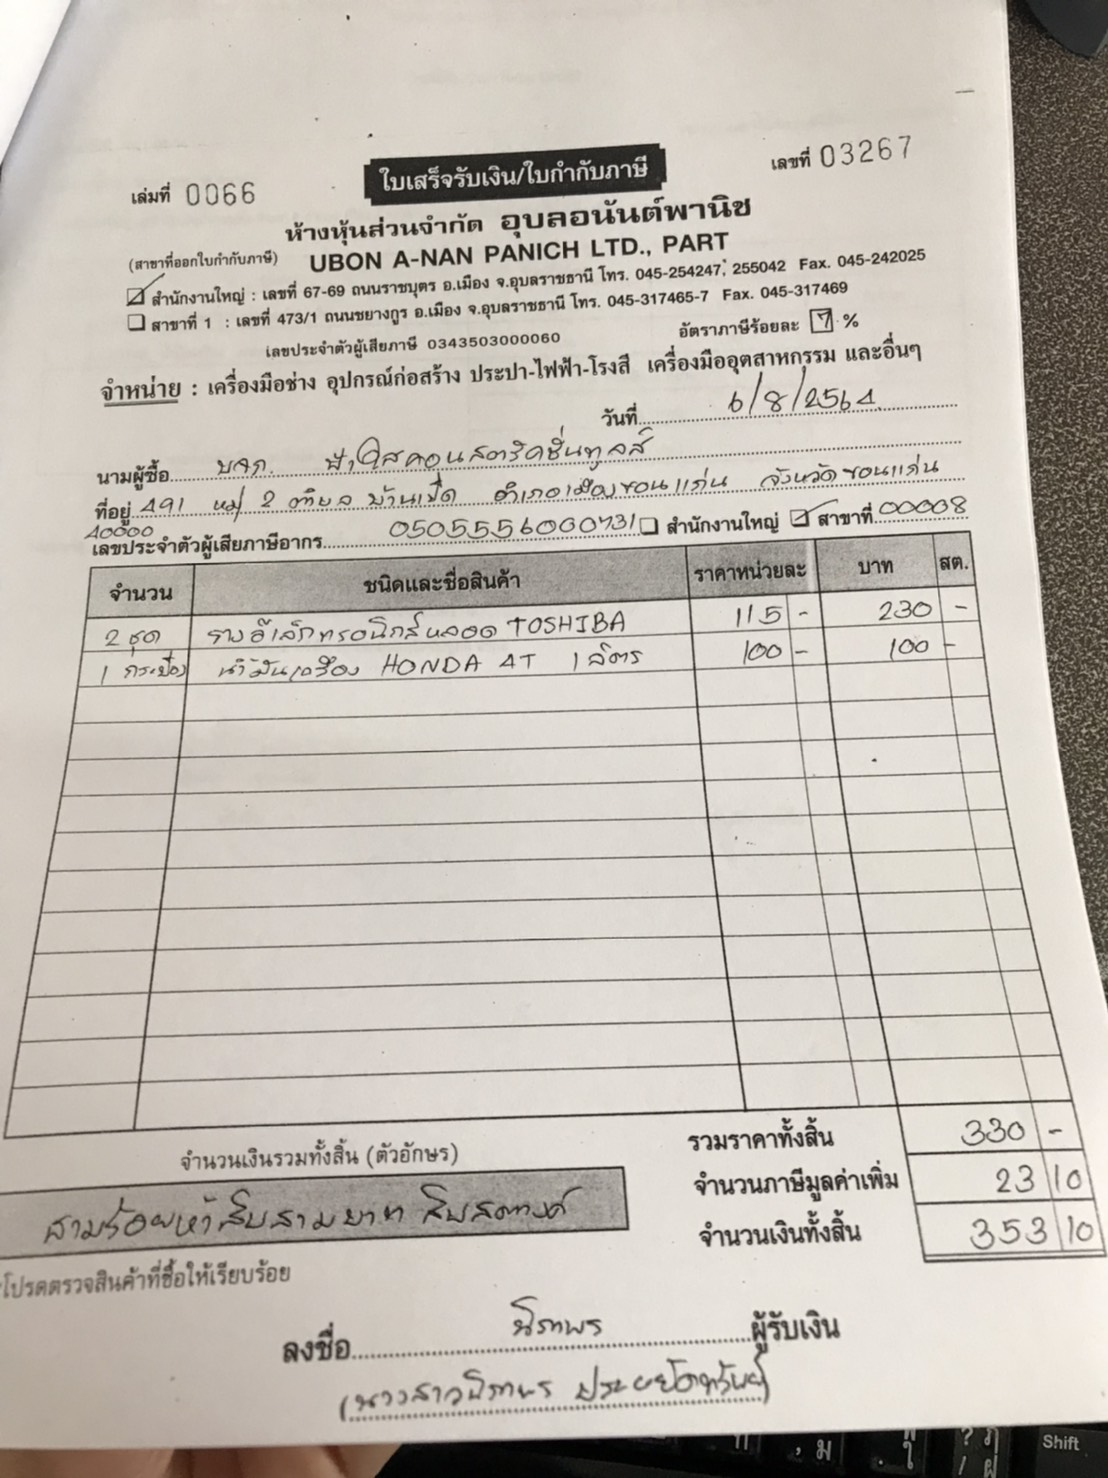 เล่มที่ 0066
ใบเสร็จรับเงิน/ใบกำกับภาษี
เลขที่ 03267
ห้างหุ้นส่วนจำกัด อุบลอนันต์พานิช
(สาขาที่ออกใบกำกับภาษี) UBON A-NAN PANICH LTD., PART
สำนักงานใหญ่ : เลขที่ 67-69 ถนนราชบุตร อ.เมือง จ.อุบลราชธานี โทร. 045-254247, 255042 Fax. 045-242025
สาขาที่ 1 : เลขที่ 473/1 ถนนชยางกูร อ.เมือง จ.อุบลราชธานี โทร. 045-317465-7 Fax. 045-317469
เลขประจำตัวผู้เสียภาษี 0343503000060 อัตราภาษีร้อยละ 7 %
จำหน่าย : เครื่องมือช่าง อุปกรณ์ก่อสร้าง ประปา-ไฟฟ้า-โรงสี เครื่องมืออุตสาหกรรม และอื่นๆ
วันที่ 6/8/2564
นามผู้ซื้อ บจก. ฟ้าใสคอนสตรัคชั่นทูลส์
ที่อยู่ 491 หมู่ 2 ตำบล บ้านเป็ด อำเภอเมืองขอนแก่น จังหวัดขอนแก่น
40000
เลขประจำตัวผู้เสียภาษีอากร 0505556000731 สำนักงานใหญ่ สาขาที่ 00008
จำนวน ชนิดและชื่อสินค้า ราคาหน่วยละ บาท สต.
2 ชุด รางอิเล็กทรอนิกส์หลอด TOSHIBA 115 - 230 -
1 กระป๋อง น้ำมันเครื่อง HONDA 4T 1 ลิตร 100 - 100 -
รวมราคาทั้งสิ้น 330 -
จำนวนเงินรวมทั้งสิ้น (ตัวอักษร)
จำนวนภาษีมูลค่าเพิ่ม 23 10
สามร้อยห้าสิบสามบาท สิบสตางค์
จำนวนเงินทั้งสิ้น 353 10
โปรดตรวจสินค้าที่ซื้อให้เรียบร้อย
ลงชื่อ นิภาพร ผู้รับเงิน
(นางสาวนิภาพร ประหยัดทรัพย์)
Shift